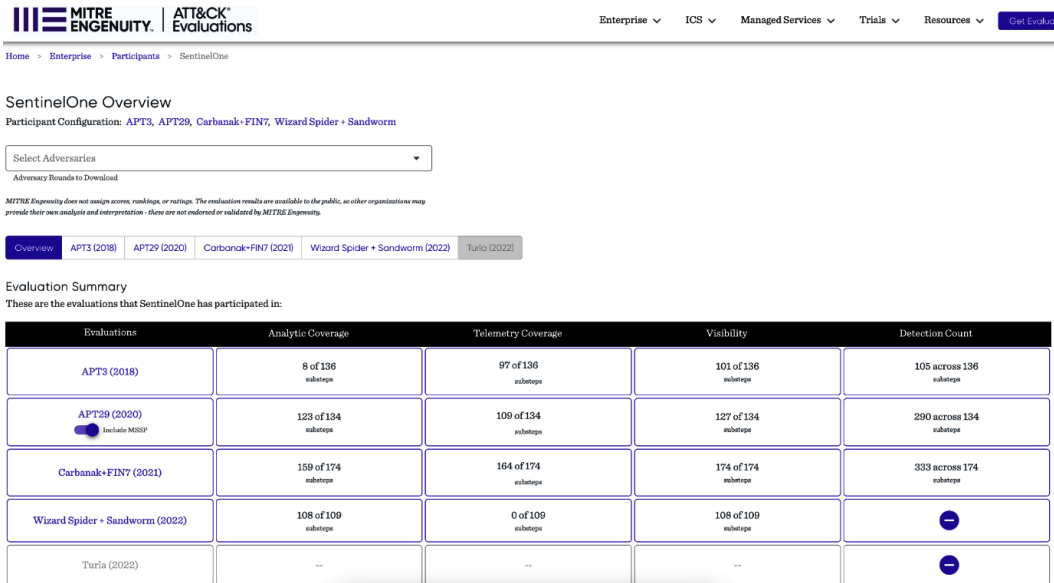 MITRE ENGENUITY. | ATT&CK® Evaluations
Enterprise ICS Managed Services Trials Resources Get Evalua
Home > Enterprise > Participants > SentinelOne
SentinelOne Overview
Participant Configuration: APT3, APT29, Carbanak+FIN7, Wizard Spider + Sandworm
Select Adversaries
Adversary Rounds to Download
MITRE Engenuity does not assign scores, rankings, or ratings. The evaluation results are available to the public, so other organizations may
provide their own analysis and interpretation - these are not endorsed or validated by MITRE Engenuity.
Overview APT3 (2018) APT29 (2020) Carbanak+FIN7 (2021) Wizard Spider + Sandworm (2022) Turla (2022)
Evaluation Summary
These are the evaluations that SentinelOne has participated in:
Evaluations Analytic Coverage Telemetry Coverage Visibility Detection Count
APT3 (2018) 8 of 136 substeps 97 of 136 substeps 101 of 136 substeps 105 across 136 substeps
APT29 (2020) Include MSSP 123 of 134 substeps 109 of 134 substeps 127 of 134 substeps 290 across 134 substeps
Carbanak+FIN7 (2021) 159 of 174 substeps 164 of 174 substeps 174 of 174 substeps 333 across 174 substeps
Wizard Spider + Sandworm (2022) 108 of 109 substeps 0 of 109 substeps 108 of 109 substeps
Turla (2022) -- -- --